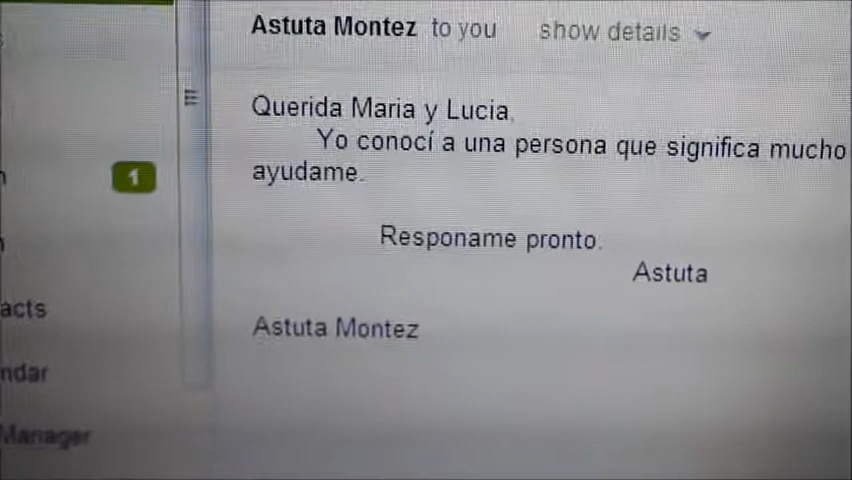 Astuta Montez to you show details
Querida Maria y Lucia,
Yo conocí a una persona que significa mucho
ayudame.
1
Responame pronto.
Astuta
acts
Astuta Montez
ndar
Manager